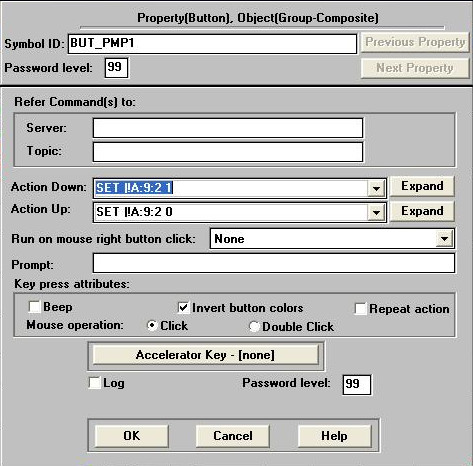 Property(Button), Object(Group-Composite)
Symbol ID: BUT_PMP1 Previous Property
Password level: 99 Next Property
Refer Command(s) to:
Server:
Topic:
Action Down: SET |!A:9:2 1 Expand
Action Up: SET |!A:9:2 0 Expand
Run on mouse right button click: None
Prompt:
Key press attributes:
Beep Invert button colors Repeat action
Mouse operation: Click Double Click
Accelerator Key - [none]
Log Password level: 99
OK Cancel Help